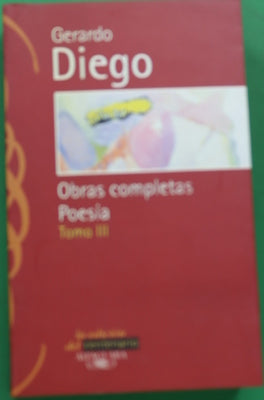 Gerardo
Diego
Obras completas
Poesía
Tomo III